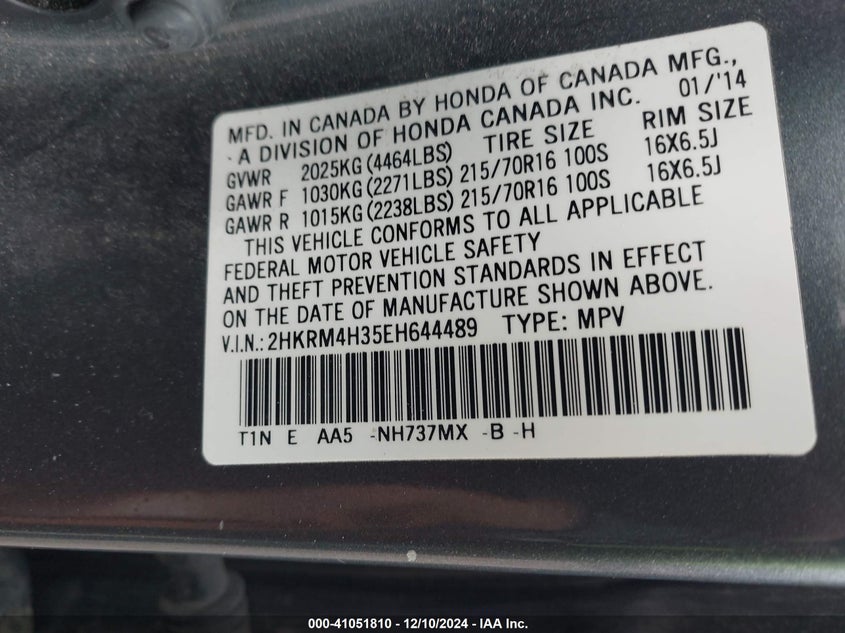 MFD. IN CANADA BY HONDA OF CANADA MFG.,
A DIVISION OF HONDA CANADA INC. 01/'14
GVWR 2025KG(4464LBS) TIRE SIZE RIM SIZE
GAWR F 1030KG(2271LBS) 215/70R16 100S 16X6.5J
GAWR R 1015KG(2238LBS) 215/70R16 100S 16X6.5J
THIS VEHICLE CONFORMS TO ALL APPLICABLE
FEDERAL MOTOR VEHICLE SAFETY
AND THEFT PREVENTION STANDARDS IN EFFECT
ON THE DATE OF MANUFACTURE SHOWN ABOVE.
V.I.N.: 2HKRM4H35EH644489 TYPE: MPV
T1N E AA5 -NH737MX -B -H
000-41051810 - 12/10/2024 - IAA Inc.